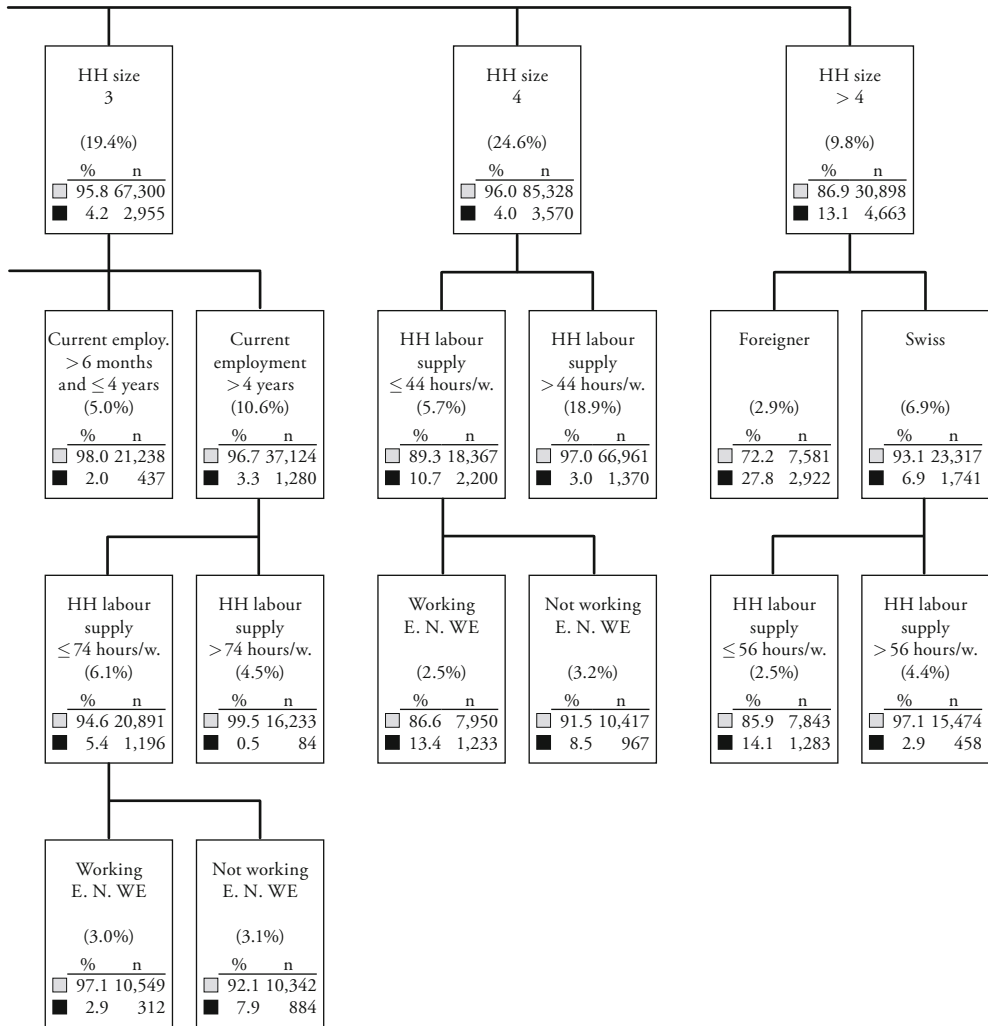 HH size
3
(19.4%)
% n
95.8 67,300
4.2 2,955
HH size
4
(24.6%)
% n
96.0 85,328
4.0 3,570
HH size
> 4
(9.8%)
% n
86.9 30,898
13.1 4,663
Current employ.
> 6 months
and ≤ 4 years
(5.0%)
% n
98.0 21,238
2.0 437
Current
employment
> 4 years
(10.6%)
% n
96.7 37,124
3.3 1,280
HH labour
supply
≤ 44 hours/w.
(5.7%)
% n
89.3 18,367
10.7 2,200
HH labour
supply
> 44 hours/w.
(18.9%)
% n
97.0 66,961
3.0 1,370
Foreigner
(2.9%)
% n
72.2 7,581
27.8 2,922
Swiss
(6.9%)
% n
93.1 23,317
6.9 1,741
HH labour
supply
≤ 74 hours/w.
(6.1%)
% n
94.6 20,891
5.4 1,196
HH labour
supply
> 74 hours/w.
(4.5%)
% n
99.5 16,233
0.5 84
Working
E. N. WE
(2.5%)
% n
86.6 7,950
13.4 1,233
Not working
E. N. WE
(3.2%)
% n
91.5 10,417
8.5 967
HH labour
supply
≤ 56 hours/w.
(2.5%)
% n
85.9 7,843
14.1 1,283
HH labour
supply
> 56 hours/w.
(4.4%)
% n
97.1 15,474
2.9 458
Working
E. N. WE
(3.0%)
% n
97.1 10,549
2.9 312
Not working
E. N. WE
(3.1%)
% n
92.1 10,342
7.9 884